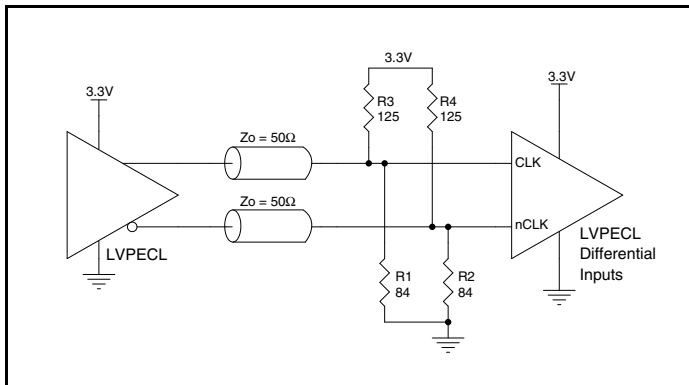 3.3V
3.3V
3.3V
R3
125
R4
125
Zo = 50Ω
CLK
Zo = 50Ω
nCLK
LVPECL
LVPECL
Differential
Inputs
R1
84
R2
84